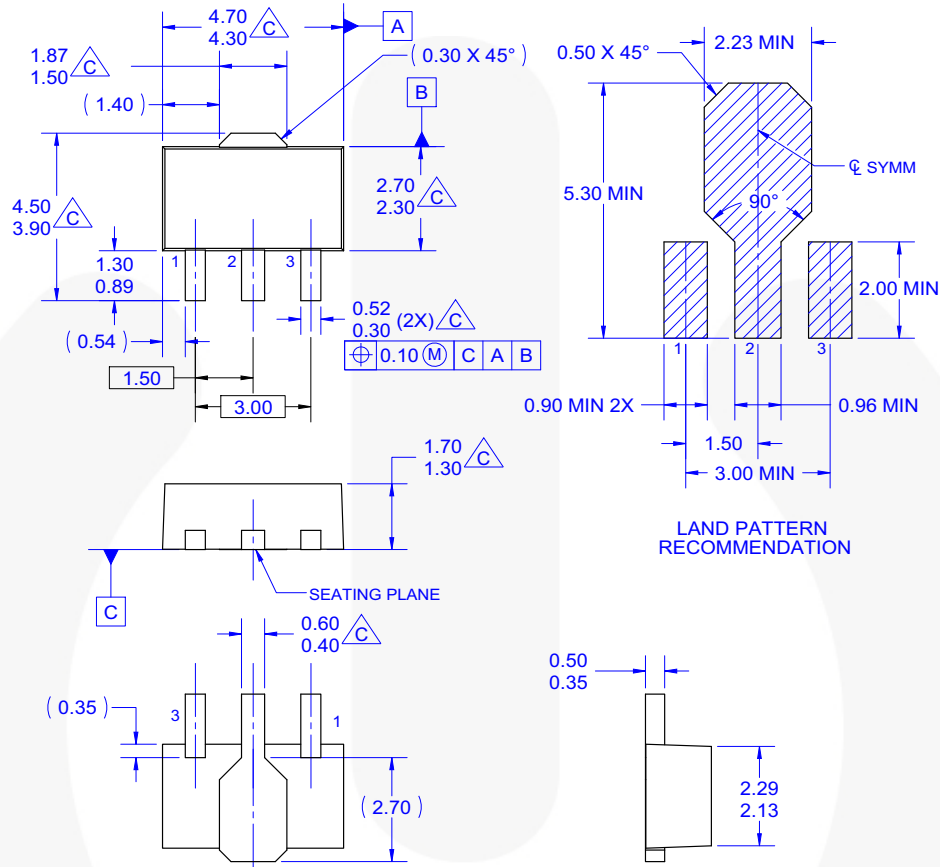 4.70
4.30 C
A
1.87
1.50 C
( 0.30 X 45°)
( 1.40 )
B
4.50
3.90 C
2.70
2.30 C
1 2 3
1.30
0.89
0.52
0.30 (2X) C
( 0.54 )
⌖ 0.10 Ⓜ C A B
1.50
3.00
2.23 MIN
0.50 X 45°
℄ SYMM
5.30 MIN
90°
2.00 MIN
1 2 3
0.90 MIN 2X
0.96 MIN
1.50
3.00 MIN
LAND PATTERN
RECOMMENDATION
1.70
1.30 C
C
SEATING PLANE
0.60
0.40 C
( 0.35 )
3 1
( 2.70 )
0.50
0.35
2.29
2.13